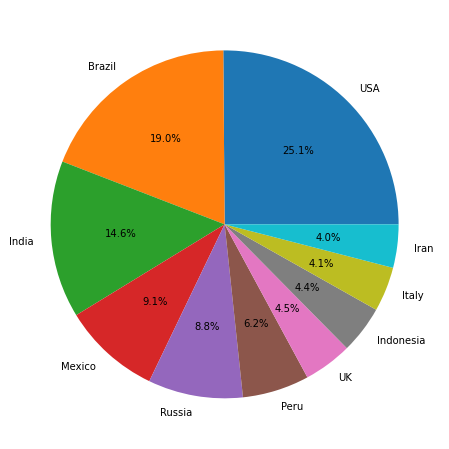 Brazil
USA
19.0%
25.1%
India
14.6%
4.0%
Iran
4.1%
Italy
4.4%
Indonesia
4.5%
UK
6.2%
Peru
8.8%
Russia
9.1%
Mexico